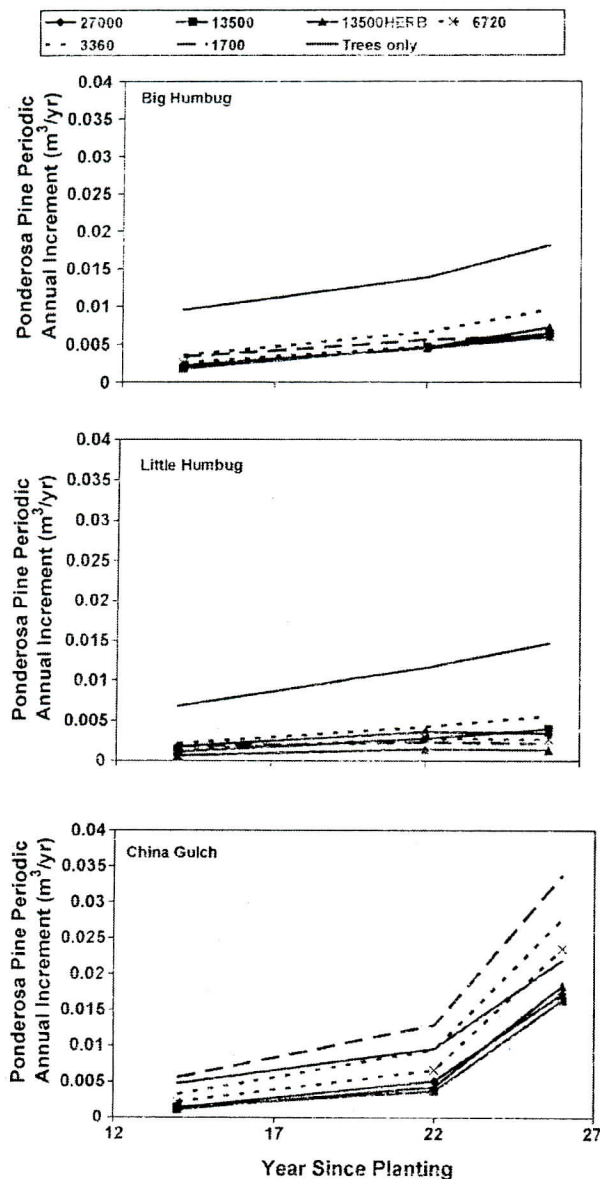 27000 13500 13500HERB 6720
3360 1700 Trees only
Big Humbug
Ponderosa Pine Periodic
Annual Increment (m³/yr)
0.04
0.035
0.03
0.025
0.02
0.015
0.01
0.005
0
Little Humbug
Ponderosa Pine Periodic
Annual Increment (m³/yr)
0.04
0.035
0.03
0.025
0.02
0.015
0.01
0.005
0
China Gulch
Ponderosa Pine Periodic
Annual Increment (m³/yr)
0.04
0.035
0.03
0.025
0.02
0.015
0.01
0.005
0
12 17 22 27
Year Since Planting